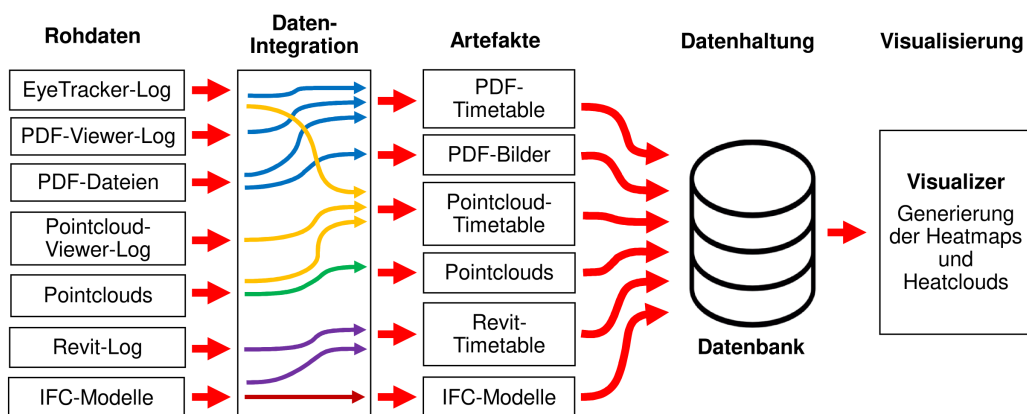 Rohdaten
Daten-
Integration
Artefakte
Datenhaltung
Visualisierung
EyeTracker-Log
PDF-Viewer-Log
PDF-Dateien
Pointcloud-
Viewer-Log
Pointclouds
Revit-Log
IFC-Modelle
PDF-
Timetable
PDF-Bilder
Pointcloud-
Timetable
Pointclouds
Revit-
Timetable
IFC-Modelle
Datenbank
Visualizer
Generierung
der Heatmaps
und
Heatclouds